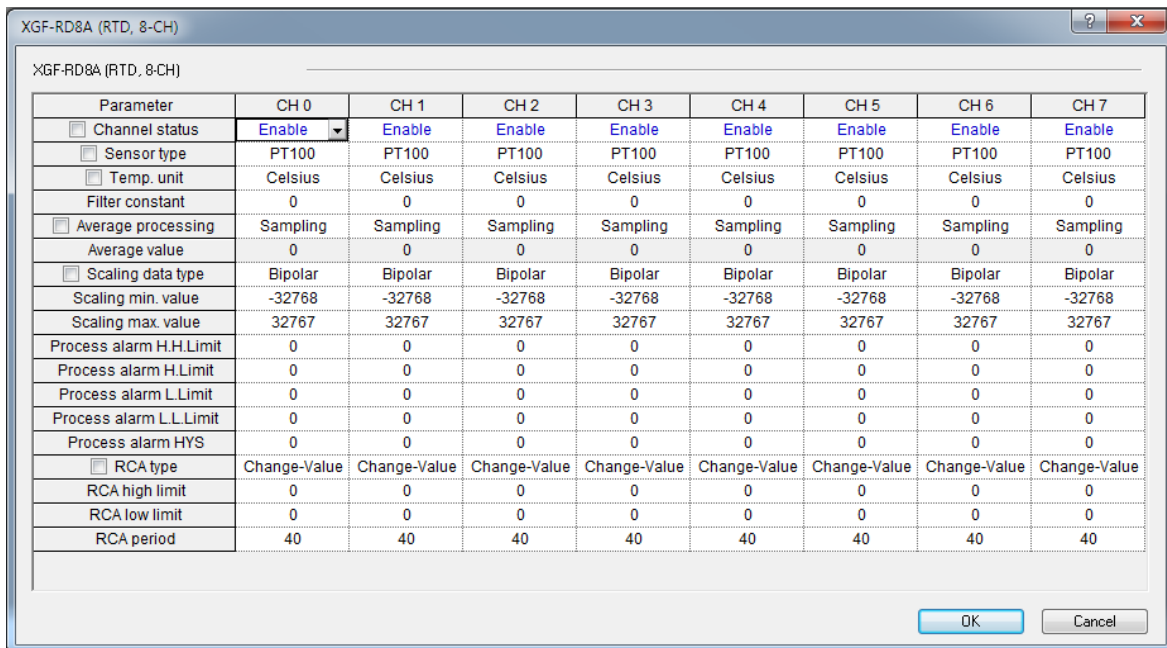 XGF-RD8A (RTD, 8-CH)
XGF-RD8A (RTD, 8-CH)
Parameter CH 0 CH 1 CH 2 CH 3 CH 4 CH 5 CH 6 CH 7
Channel status Enable Enable Enable Enable Enable Enable Enable Enable
Sensor type PT100 PT100 PT100 PT100 PT100 PT100 PT100 PT100
Temp. unit Celsius Celsius Celsius Celsius Celsius Celsius Celsius Celsius
Filter constant 0 0 0 0 0 0 0 0
Average processing Sampling Sampling Sampling Sampling Sampling Sampling Sampling Sampling
Average value 0 0 0 0 0 0 0 0
Scaling data type Bipolar Bipolar Bipolar Bipolar Bipolar Bipolar Bipolar Bipolar
Scaling min. value -32768 -32768 -32768 -32768 -32768 -32768 -32768 -32768
Scaling max. value 32767 32767 32767 32767 32767 32767 32767 32767
Process alarm H.H.Limit 0 0 0 0 0 0 0 0
Process alarm H.Limit 0 0 0 0 0 0 0 0
Process alarm L.Limit 0 0 0 0 0 0 0 0
Process alarm L.L.Limit 0 0 0 0 0 0 0 0
Process alarm HYS 0 0 0 0 0 0 0 0
RCA type Change-Value Change-Value Change-Value Change-Value Change-Value Change-Value Change-Value Change-Value
RCA high limit 0 0 0 0 0 0 0 0
RCA low limit 0 0 0 0 0 0 0 0
RCA period 40 40 40 40 40 40 40 40
OK Cancel